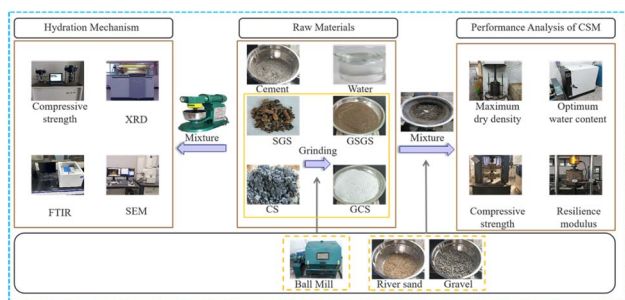 Hydration Mechanism
Raw Materials
Performance Analysis of CSM
Compressive
strength
XRD
FTIR
SEM
Mixture
Cement
Water
SGS
GSGS
Grinding
CS
GCS
Mixture
Maximum
dry density
Optimum
water content
Compressive
strength
Resilience
modulus
Ball Mill
River sand
Gravel